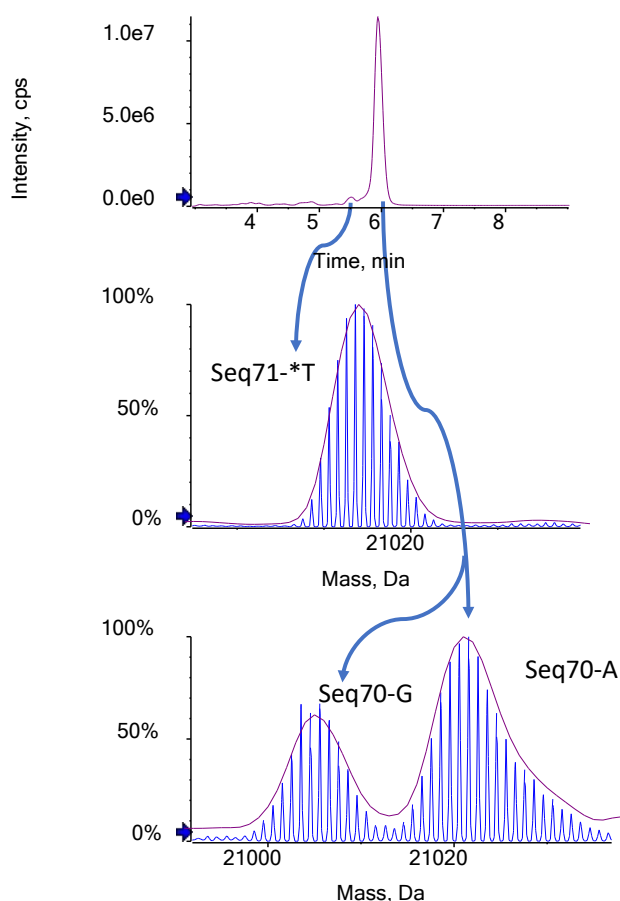 Intensity, cps
1.0e7
5.0e6
0.0e0
4 5 6 7 8
Time, min
100%
Seq71-*T
50%
0%
21020
Mass, Da
100%
Seq70-A
Seq70-G
50%
0%
21000 21020
Mass, Da